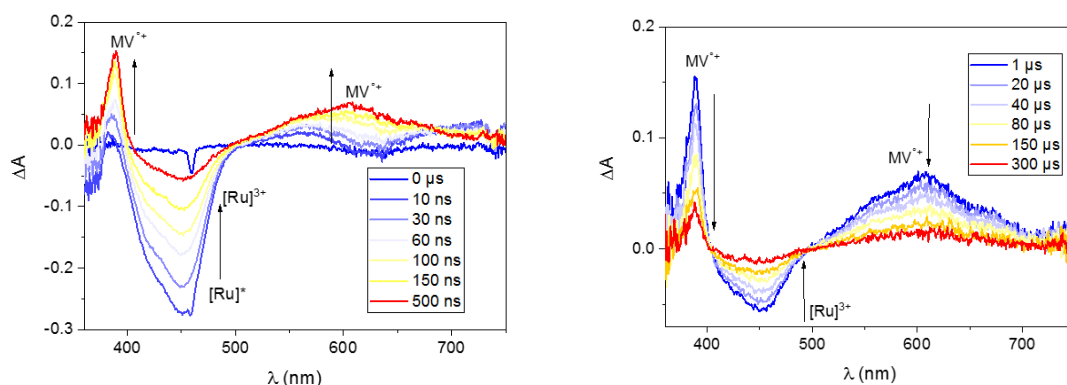 0.2
0.1
0.0
-0.1
-0.2
-0.3
ΔA
MV°⁺
MV°⁺
[Ru]³⁺
[Ru]*
0 µs
10 ns
30 ns
60 ns
100 ns
150 ns
500 ns
400
500
600
700
λ (nm)
0.2
0.1
0.0
ΔA
MV°⁺
MV°⁺
[Ru]³⁺
1 µs
20 µs
40 µs
80 µs
150 µs
300 µs
400
500
600
700
λ (nm)